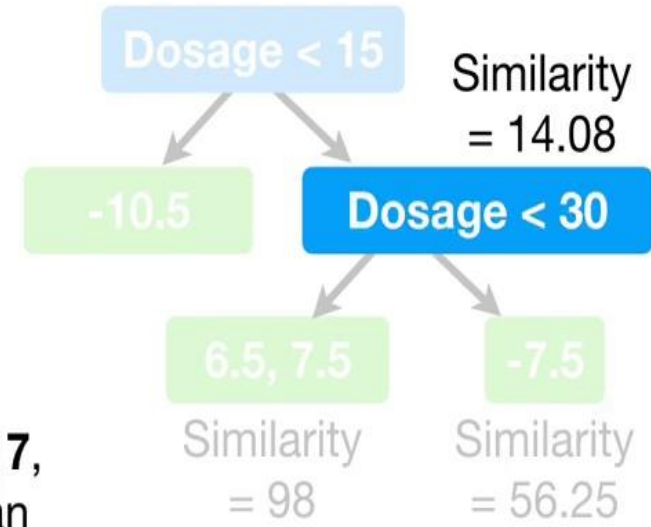 Dosage < 15
Similarity
= 14.08
-10.5
Dosage < 30
6.5, 7.5
-7.5
Similarity
= 98
Similarity
= 56.25
7,